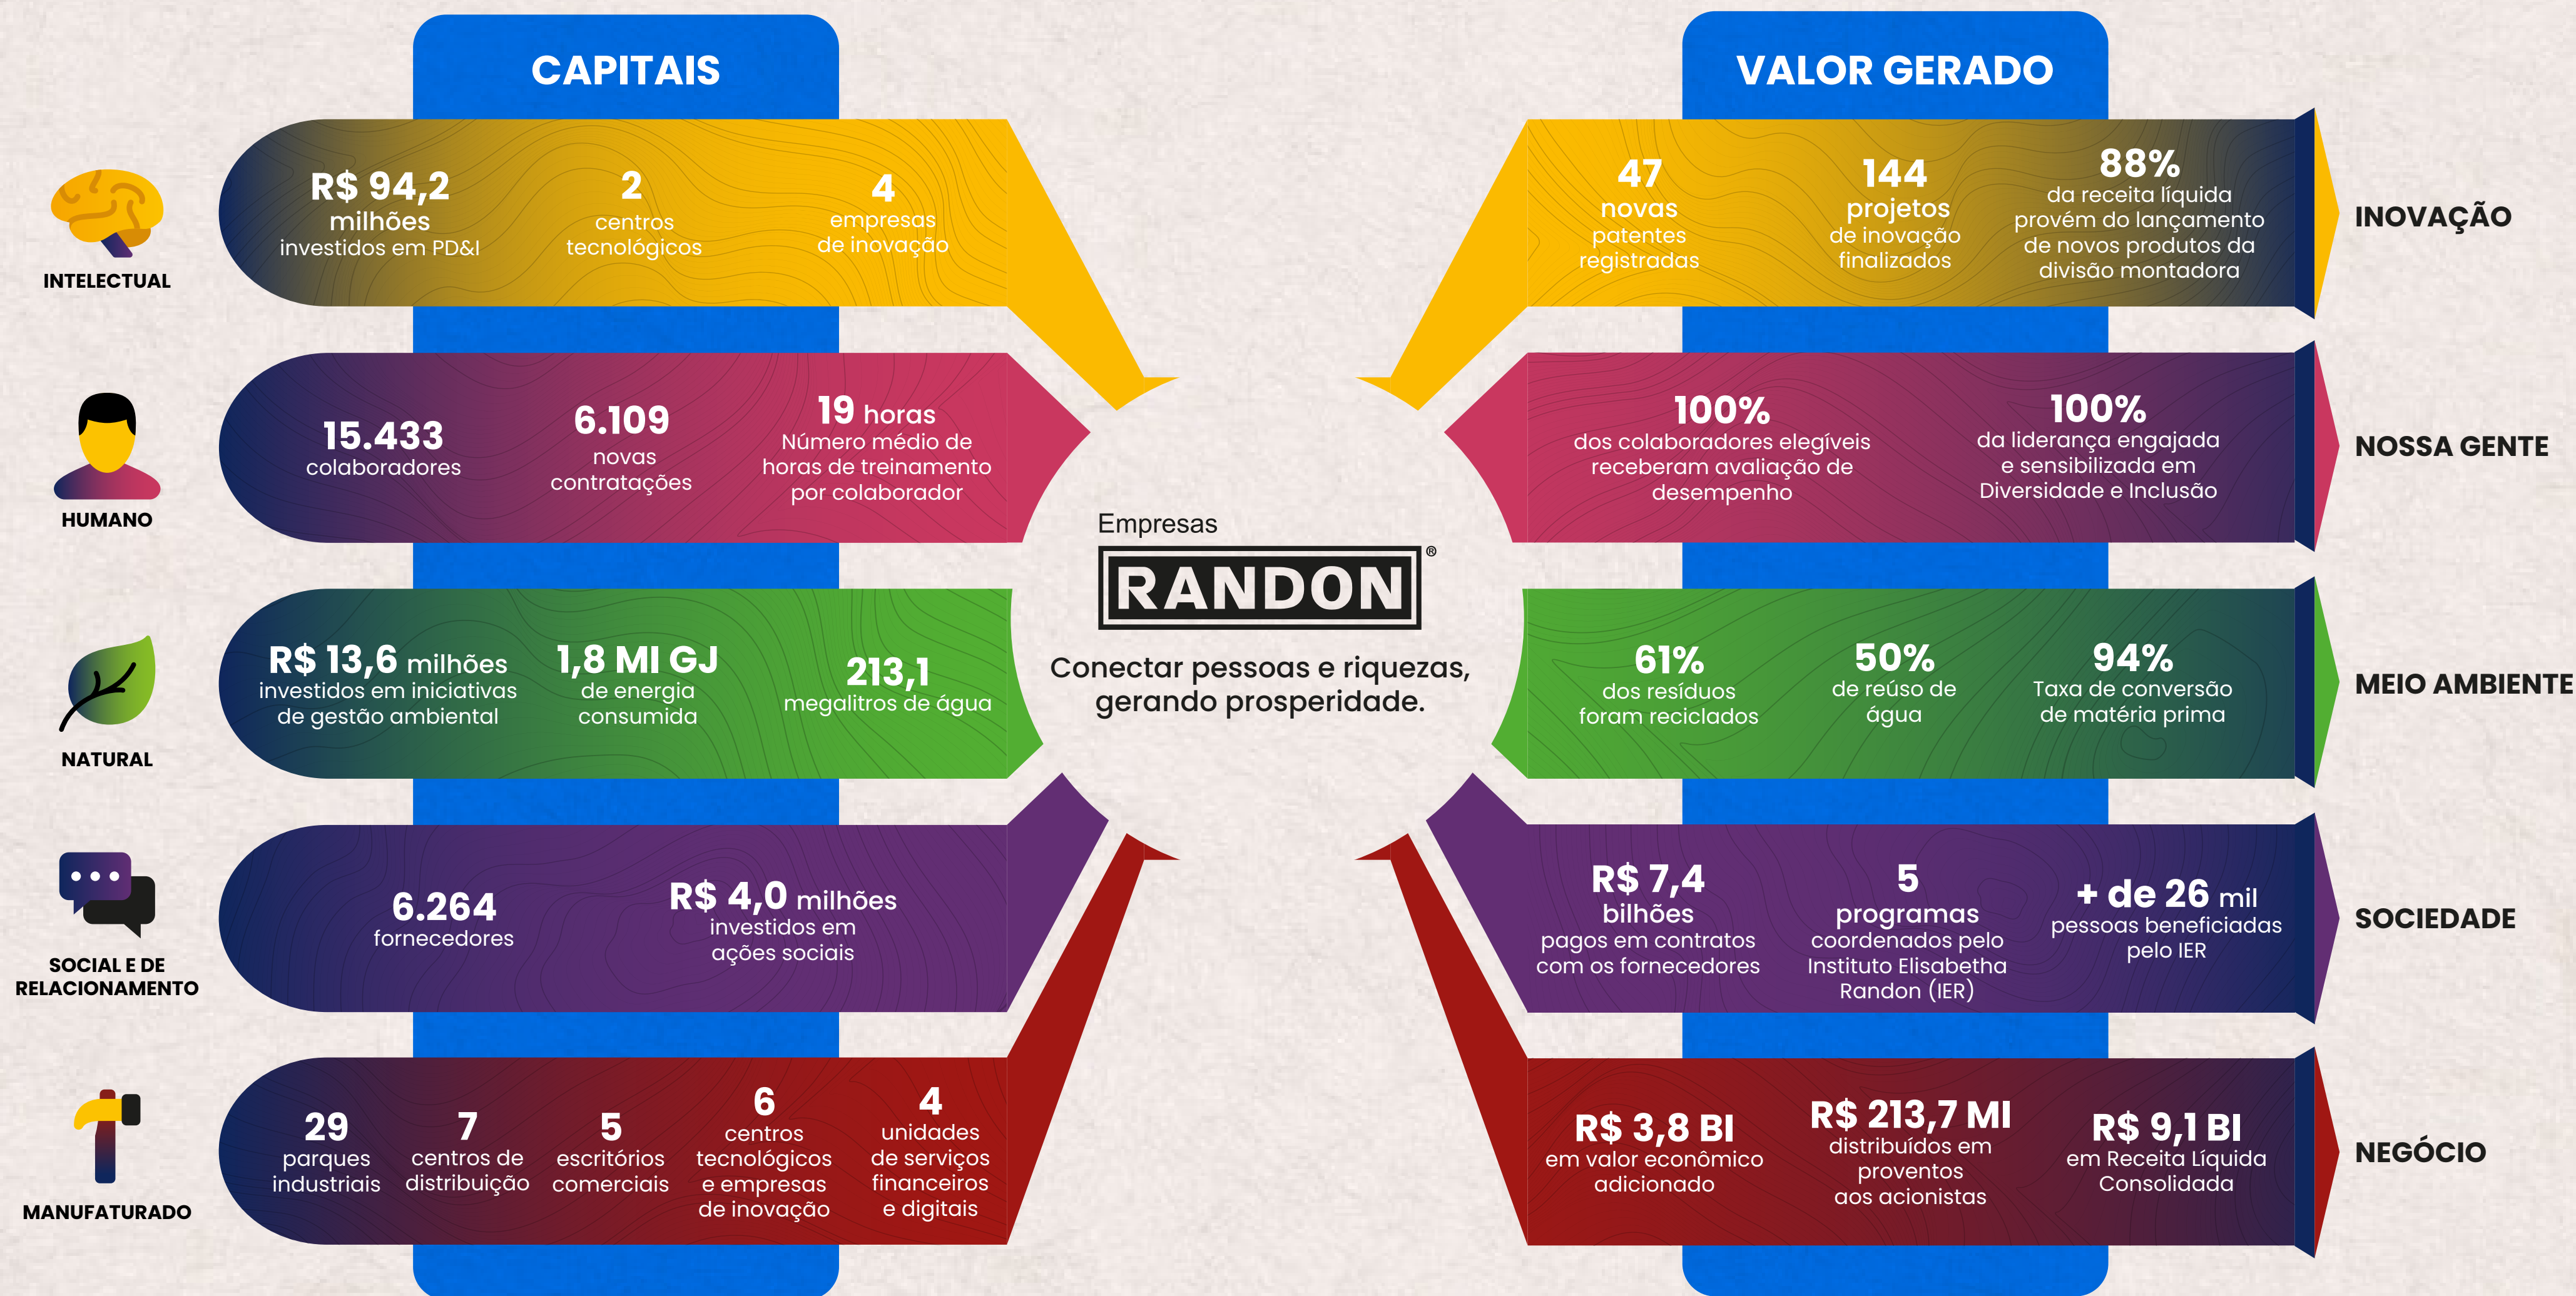 CAPITAIS
VALOR GERADO
INTELECTUAL
R$ 94,2
milhões
investidos em PD&I
2
centros
tecnológicos
4
empresas
de inovação
47
novas
patentes
registradas
144
projetos
de inovação
finalizados
88%
da receita líquida
provém do lançamento
de novos produtos da
divisão montadora
INOVAÇÃO
HUMANO
15.433
colaboradores
6.109
novas
contratações
19 horas
Número médio de
horas de treinamento
por colaborador
100%
dos colaboradores elegíveis
receberam avaliação de
desempenho
100%
da liderança engajada
e sensibilizada em
Diversidade e Inclusão
NOSSA GENTE
Empresas
RANDON®
Conectar pessoas e riquezas,
gerando prosperidade.
NATURAL
R$ 13,6 milhões
investidos em iniciativas
de gestão ambiental
1,8 MI GJ
de energia
consumida
213,1
megalitros de água
61%
dos resíduos
foram reciclados
50%
de reúso de
água
94%
Taxa de conversão
de matéria prima
MEIO AMBIENTE
SOCIAL E DE
RELACIONAMENTO
6.264
fornecedores
R$ 4,0 milhões
investidos em
ações sociais
R$ 7,4
bilhões
pagos em contratos
com os fornecedores
5
programas
coordenados pelo
Instituto Elisabetha
Randon (IER)
+ de 26 mil
pessoas beneficiadas
pelo IER
SOCIEDADE
MANUFATURADO
29
parques
industriais
7
centros de
distribuição
5
escritórios
comerciais
6
centros
tecnológicos
e empresas
de inovação
4
unidades
de serviços
financeiros
e digitais
R$ 3,8 BI
em valor econômico
adicionado
R$ 213,7 MI
distribuídos em
proventos
aos acionistas
R$ 9,1 BI
em Receita Líquida
Consolidada
NEGÓCIO